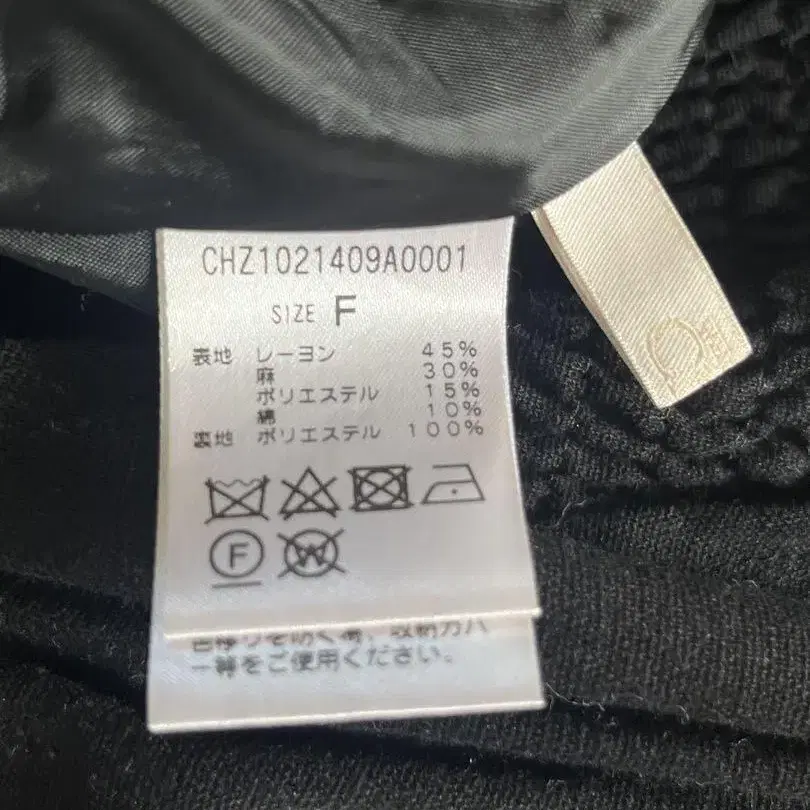 CHZ1021409A0001
SIZE F
表地 レーヨン 45%
麻 30%
ポリエステル 15%
綿 10%
裏地 ポリエステル 100%
F
W
一緒をご使用ください。